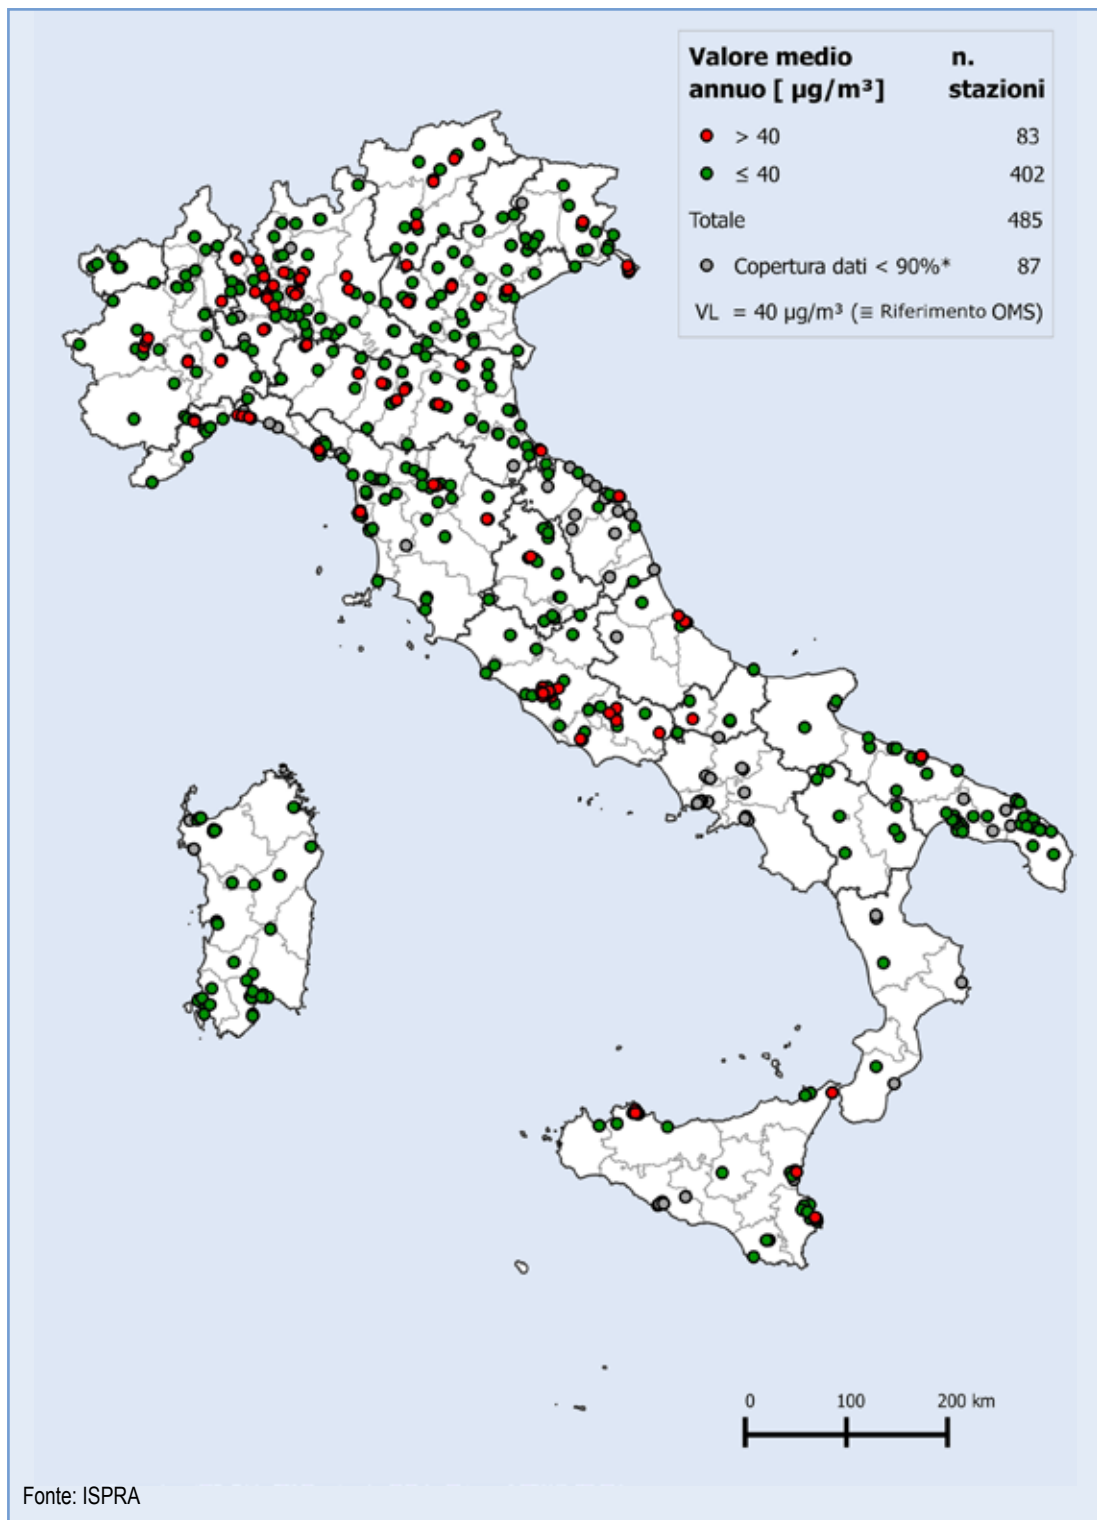 Valore medio n.
annuo [ µg/m³] stazioni
> 40 83
≤ 40 402
Totale 485
Copertura dati < 90%* 87
VL = 40 µg/m³ (≡ Riferimento OMS)
0 100 200 km
Fonte: ISPRA